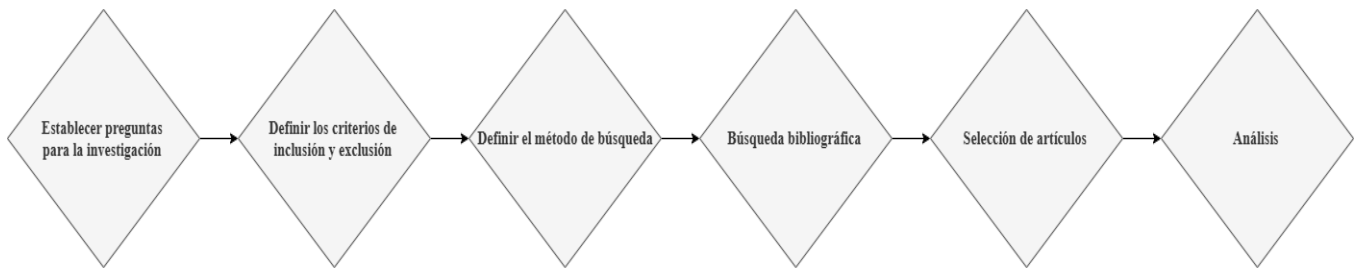 Establecer preguntas
para la investigación
Definir los criterios de
inclusión y exclusión
Definir el método de búsqueda
Búsqueda bibliográfica
Selección de artículos
Análisis